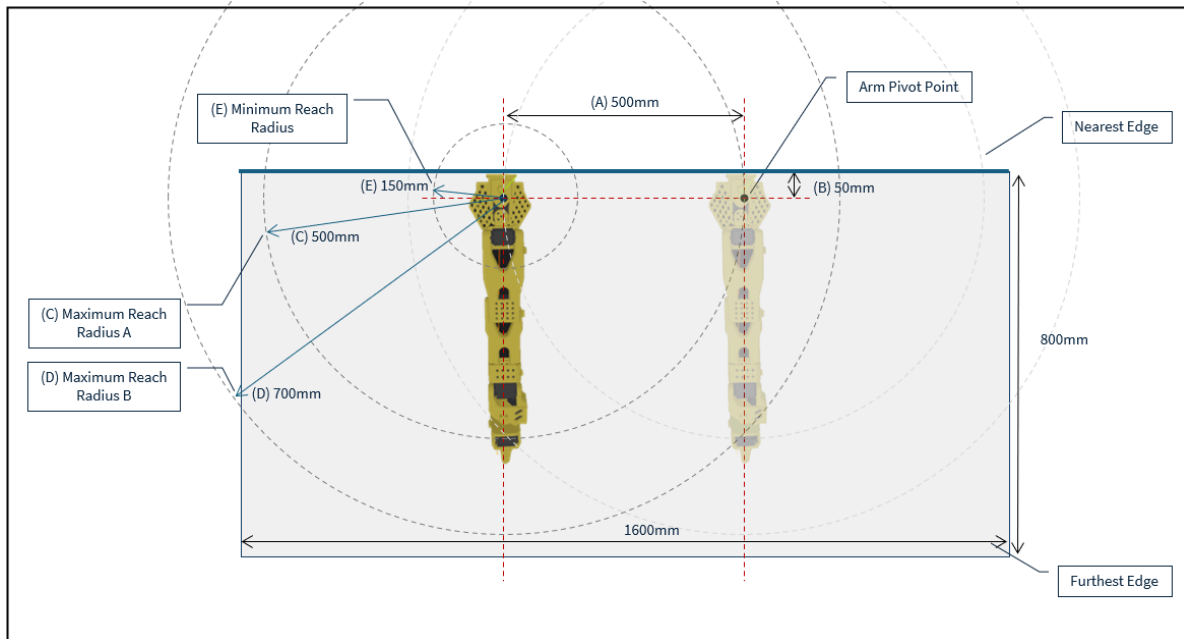 (E) Minimum Reach
Radius
(A) 500mm
Arm Pivot Point
Nearest Edge
(E) 150mm
(B) 50mm
(C) 500mm
(C) Maximum Reach
Radius A
800mm
(D) Maximum Reach
Radius B
(D) 700mm
1600mm
Furthest Edge